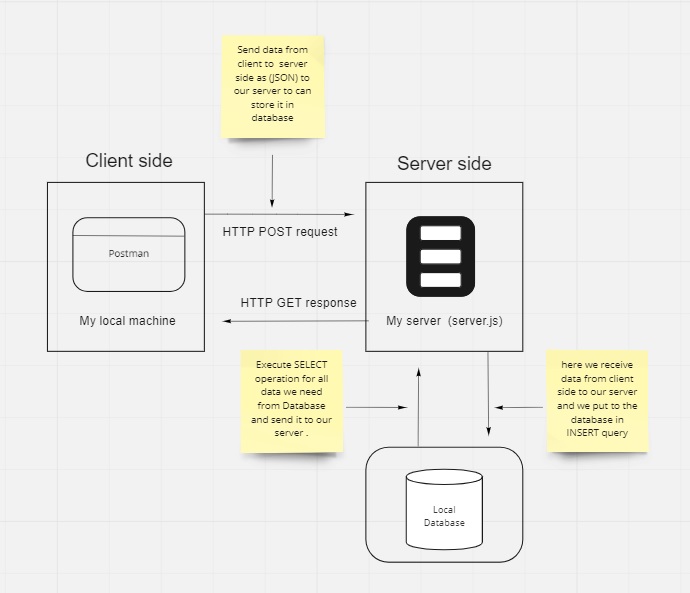 Send data from
client to server
side as (JSON) to
our server to can
store it in
database
Client side
Server side
Postman
HTTP POST request
HTTP GET response
My local machine
My server (server.js)
Execute SELECT
operation for all
data we need
from Database
and send it to our
server .
here we receive
data from client
side to our server
and we put to the
database in
INSERT query
Local
Database